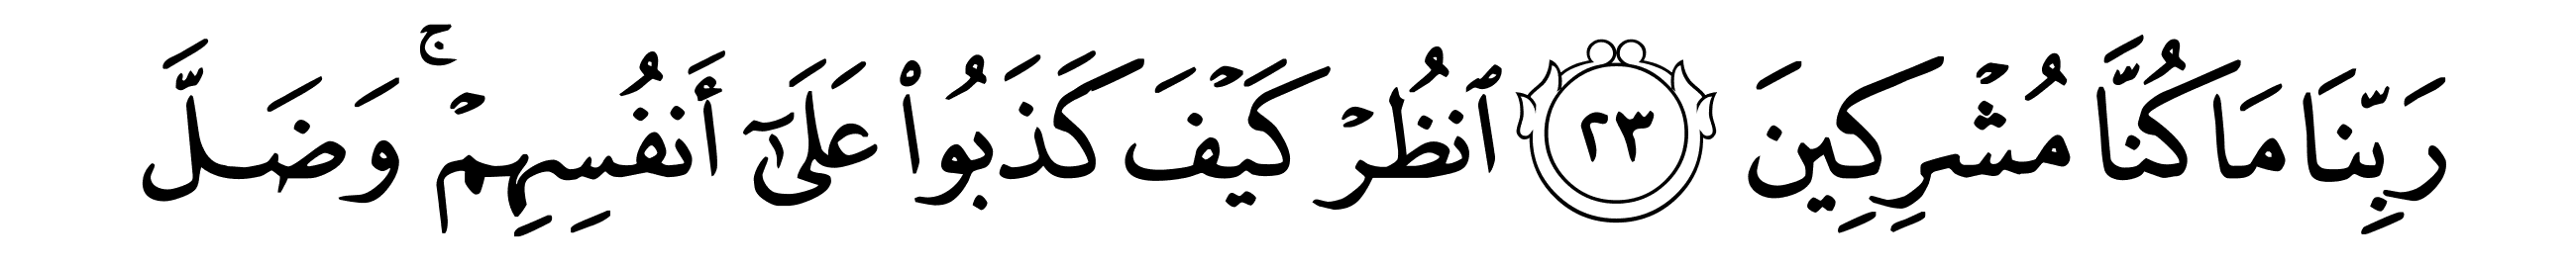 رَبِّنَا مَا كُنَّا مُشْرِكِينَ ٢٣ ٱنظُرْ كَيْفَ كَذَبُوا۟ عَلَىٰٓ أَنفُسِهِمْ ۚ وَضَلَّ